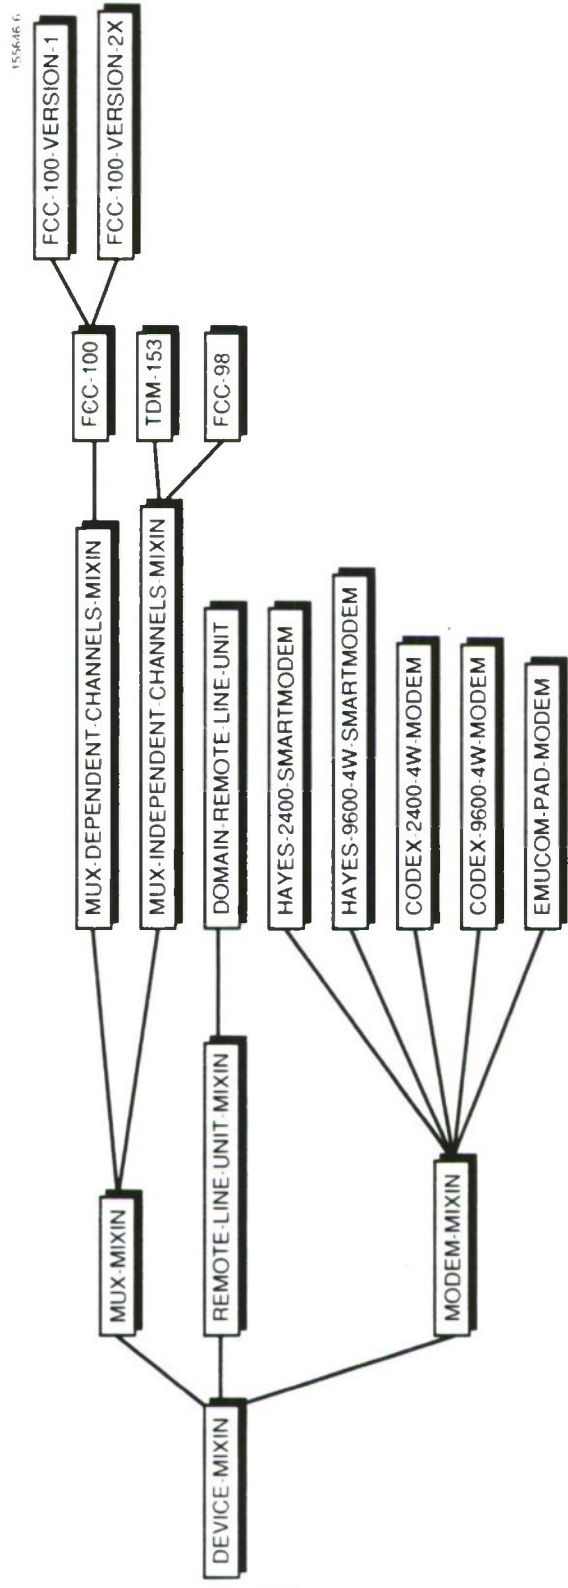 155646 6
DEVICE-MIXIN
MUX-MIXIN
REMOTE-LINE-UNIT-MIXIN
MODEM-MIXIN
MUX-DEPENDENT-CHANNELS-MIXIN
MUX-INDEPENDENT-CHANNELS-MIXIN
DOMAIN-REMOTE-LINE-UNIT
HAYES-2400-SMARTMODEM
HAYES-9600-4W-SMARTMODEM
CODEX-2400-4W-MODEM
CODEX-9600-4W-MODEM
EMUCOM-PAD-MODEM
FCC-100
TDM-153
FCC-98
FCC-100-VERSION-1
FCC-100-VERSION-2X